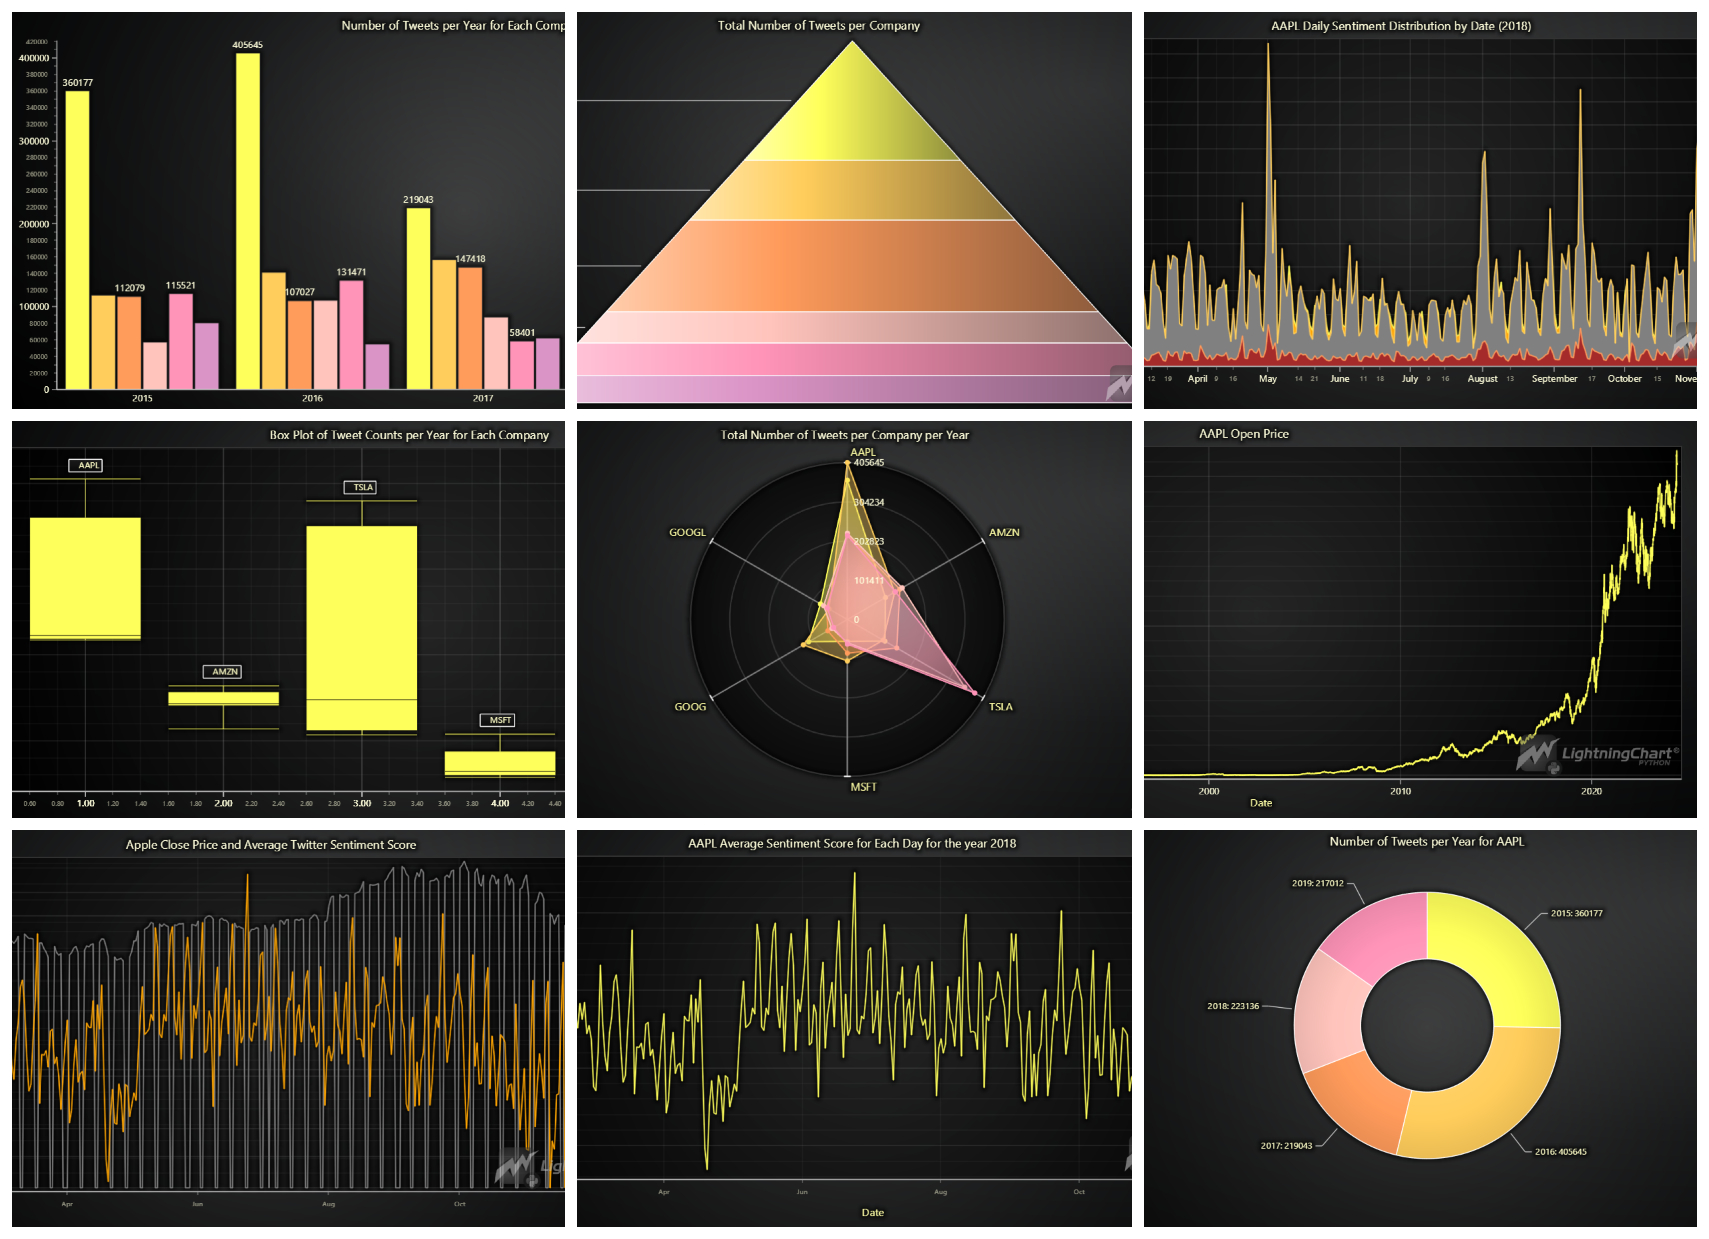 Number of Tweets per Year for Each Comp
420000
400000
380000
360000
340000
320000
300000
280000
260000
240000
220000
200000
180000
160000
140000
120000
100000
80000
60000
40000
20000
0
360177
112079
115521
405645
107027
131471
219043
147418
58401
2015
2016
2017
Total Number of Tweets per Company
AAPL Daily Sentiment Distribution by Date (2018)
12 19 April 9 16 May 14 21 June 11 18 July 9 16 August 13 September 17 October 15 Nove
Box Plot of Tweet Counts per Year for Each Company
AAPL
TSLA
AMZN
MSFT
0.60 0.80 1.00 1.20 1.40 1.60 1.80 2.00 2.20 2.40 2.60 2.80 3.00 3.20 3.40 3.60 3.80 4.00 4.20 4.40
Total Number of Tweets per Company per Year
AAPL
405645
304234
202823
101411
0
GOOGL
AMZN
GOOG
TSLA
MSFT
AAPL Open Price
LightningChart®
PYTHON
2000 2010 2020
Date
Apple Close Price and Average Twitter Sentiment Score
Lig
Apr Jun Aug Oct
AAPL Average Sentiment Score for Each Day for the year 2018
Apr Jun Aug Oct
Date
Number of Tweets per Year for AAPL
2019: 217012
2015: 360177
2018: 223136
2017: 219043
2016: 405645